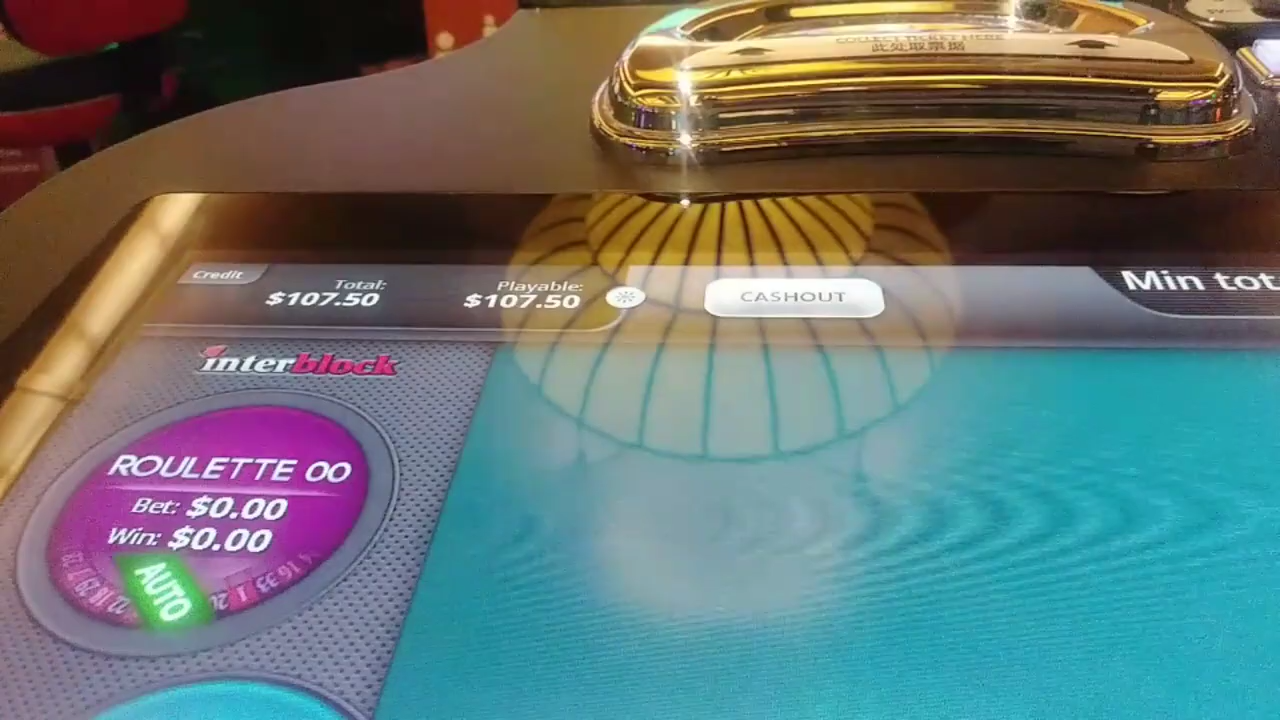 COLLECT TICKET HERE
此处取票据
Credit
Total:
$107.50
Playable:
$107.50
CASHOUT
Min tot
interblock
ROULETTE 00
Bet: $0.00
Win: $0.00
AUTO